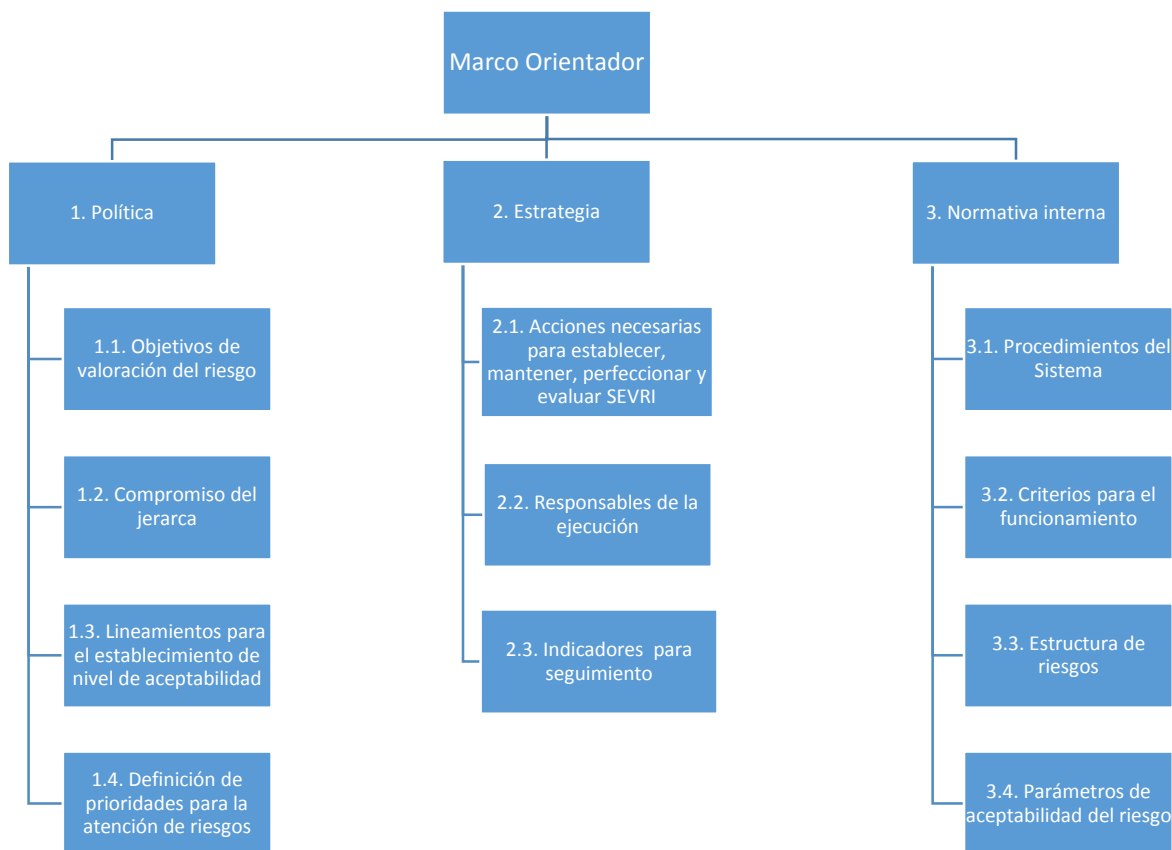 Marco Orientador
1. Política
2. Estrategia
3. Normativa interna
1.1. Objetivos de
valoración del riesgo
1.2. Compromiso del
jerarca
1.3. Lineamientos para
el establecimiento de
nivel de aceptabilidad
1.4. Definición de
prioridades para la
atención de riesgos
2.1. Acciones necesarias
para establecer,
mantener, perfeccionar y
evaluar SEVRI
2.2. Responsables de la
ejecución
2.3. Indicadores  para
seguimiento
3.1. Procedimientos del
Sistema
3.2. Criterios para el
funcionamiento
3.3. Estructura de
riesgos
3.4. Parámetros de
aceptabilidad del riesgo